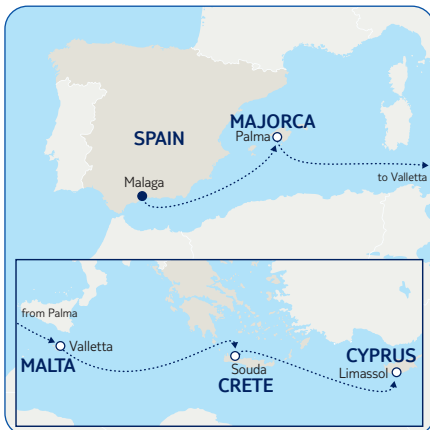 MAJORCA
Palma
SPAIN
Malaga
to Valletta
from Palma
Valletta
MALTA
CYPRUS
Limassol
Souda
CRETE